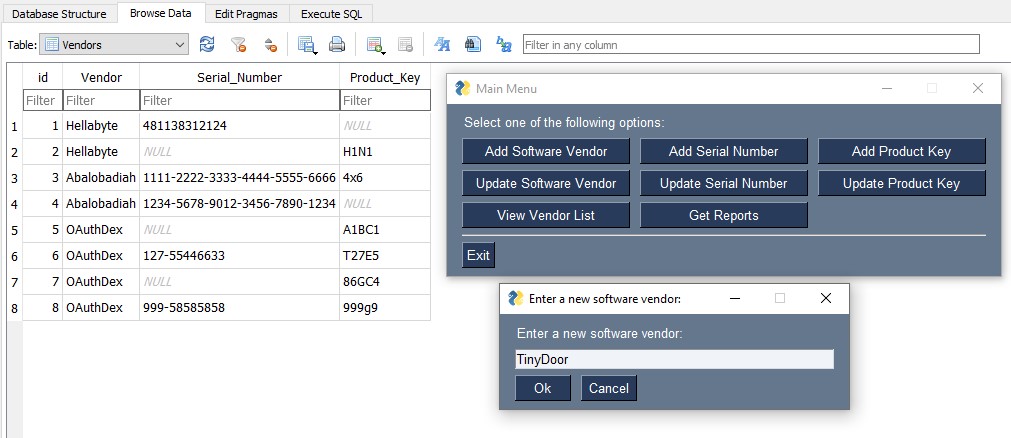 Database Structure Browse Data Edit Pragmas Execute SQL
Table: Vendors Filter in any column
id Vendor Serial_Number Product_Key
Filter Filter Filter Filter
1 1 Hellabyte 481138312124 NULL
2 2 Hellabyte NULL H1N1
3 3 Abalobadiah 1111-2222-3333-4444-5555-6666 4x6
4 4 Abalobadiah 1234-5678-9012-3456-7890-1234 NULL
5 5 OAuthDex NULL A1BC1
6 6 OAuthDex 127-55446633 T27E5
7 7 OAuthDex NULL 86GC4
8 8 OAuthDex 999-58585858 999g9
Main Menu
Select one of the following options:
Add Software Vendor Add Serial Number Add Product Key
Update Software Vendor Update Serial Number Update Product Key
View Vendor List Get Reports
Exit
Enter a new software vendor:
Enter a new software vendor:
TinyDoor
Ok Cancel